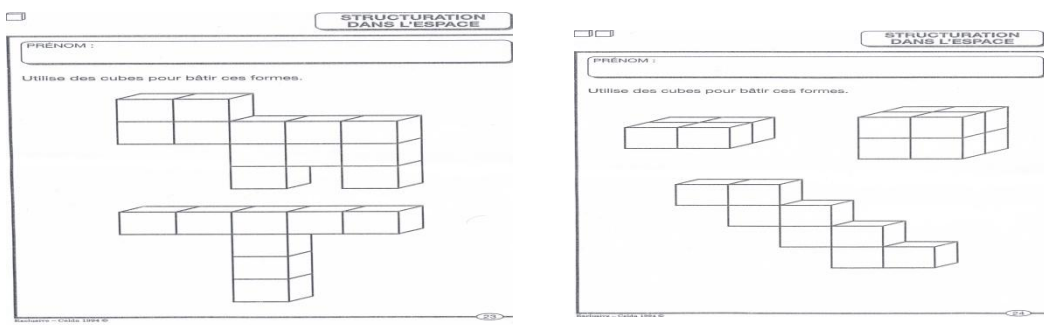 STRUCTURATION
DANS L'ESPACE
PRÉNOM :
Utilise des cubes pour bâtir ces formes.
23
STRUCTURATION
DANS L'ESPACE
PRÉNOM :
Utilise des cubes pour bâtir ces formes.
24